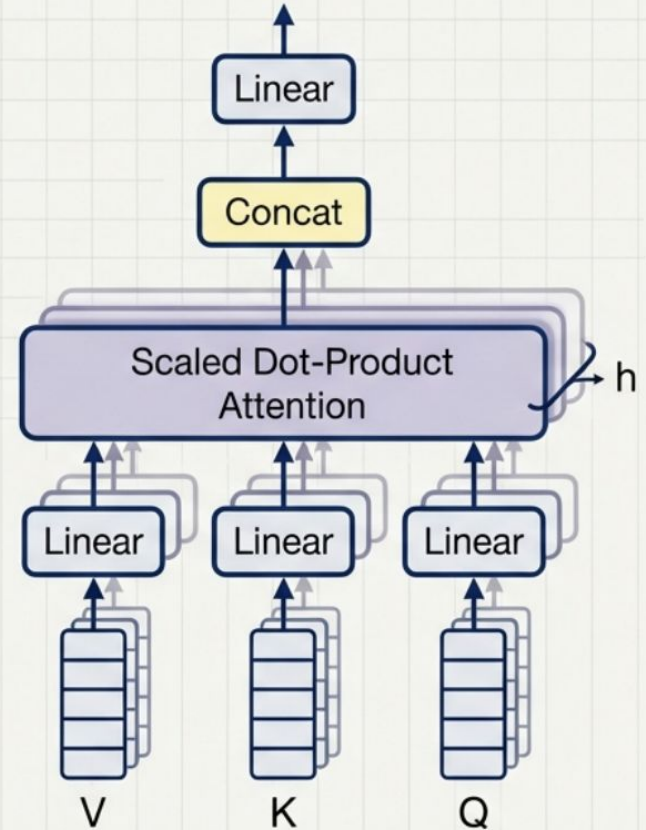 Linear
Concat
Scaled Dot-Product
Attention
h
Linear
Linear
Linear
V
K
Q